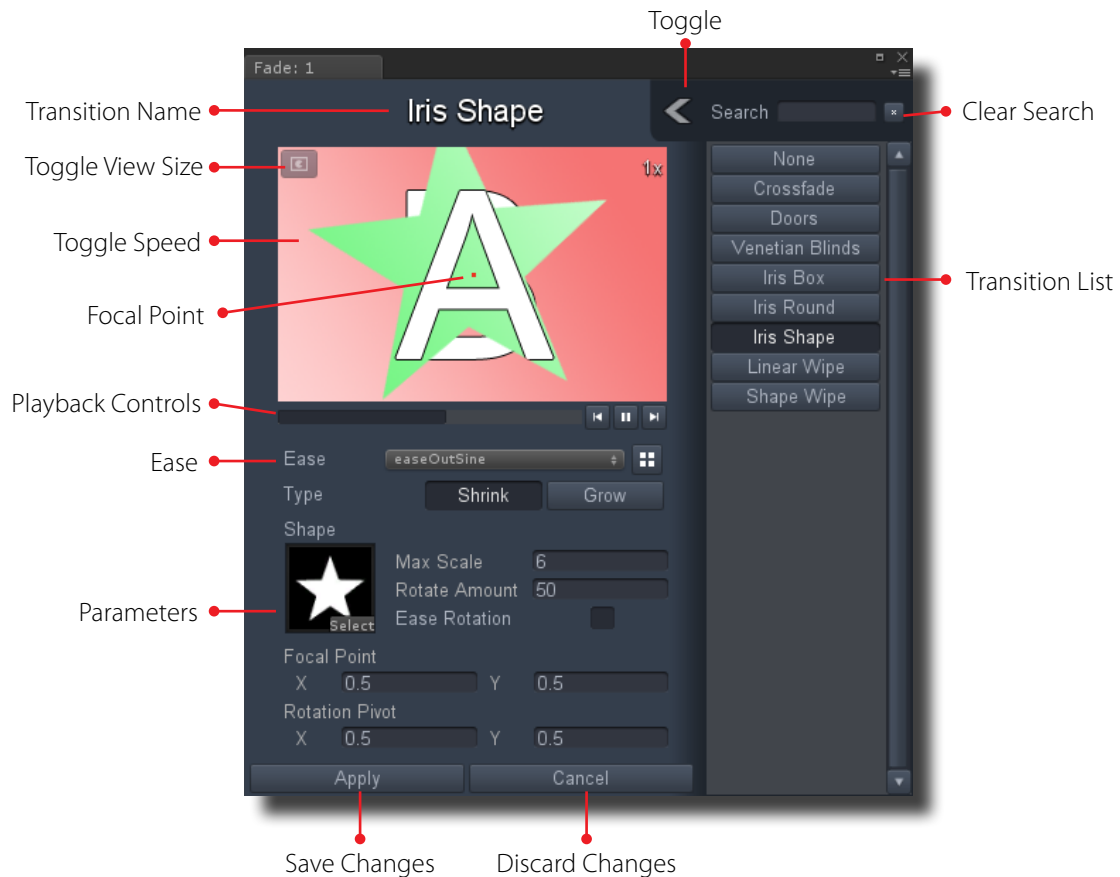 Toggle
Fade: 1
Transition Name
Iris Shape
Search
Clear Search
Toggle View Size
1x
B
A
Toggle Speed
Focal Point
Playback Controls
None
Crossfade
Doors
Venetian Blinds
Iris Box
Iris Round
Iris Shape
Linear Wipe
Shape Wipe
Transition List
Ease
Ease
easeOutSine
Type
Shrink
Grow
Shape
Parameters
Select
Max Scale
6
Rotate Amount
50
Ease Rotation
Focal Point
X
0.5
Y
0.5
Rotation Pivot
X
0.5
Y
0.5
Apply
Cancel
Save Changes
Discard Changes